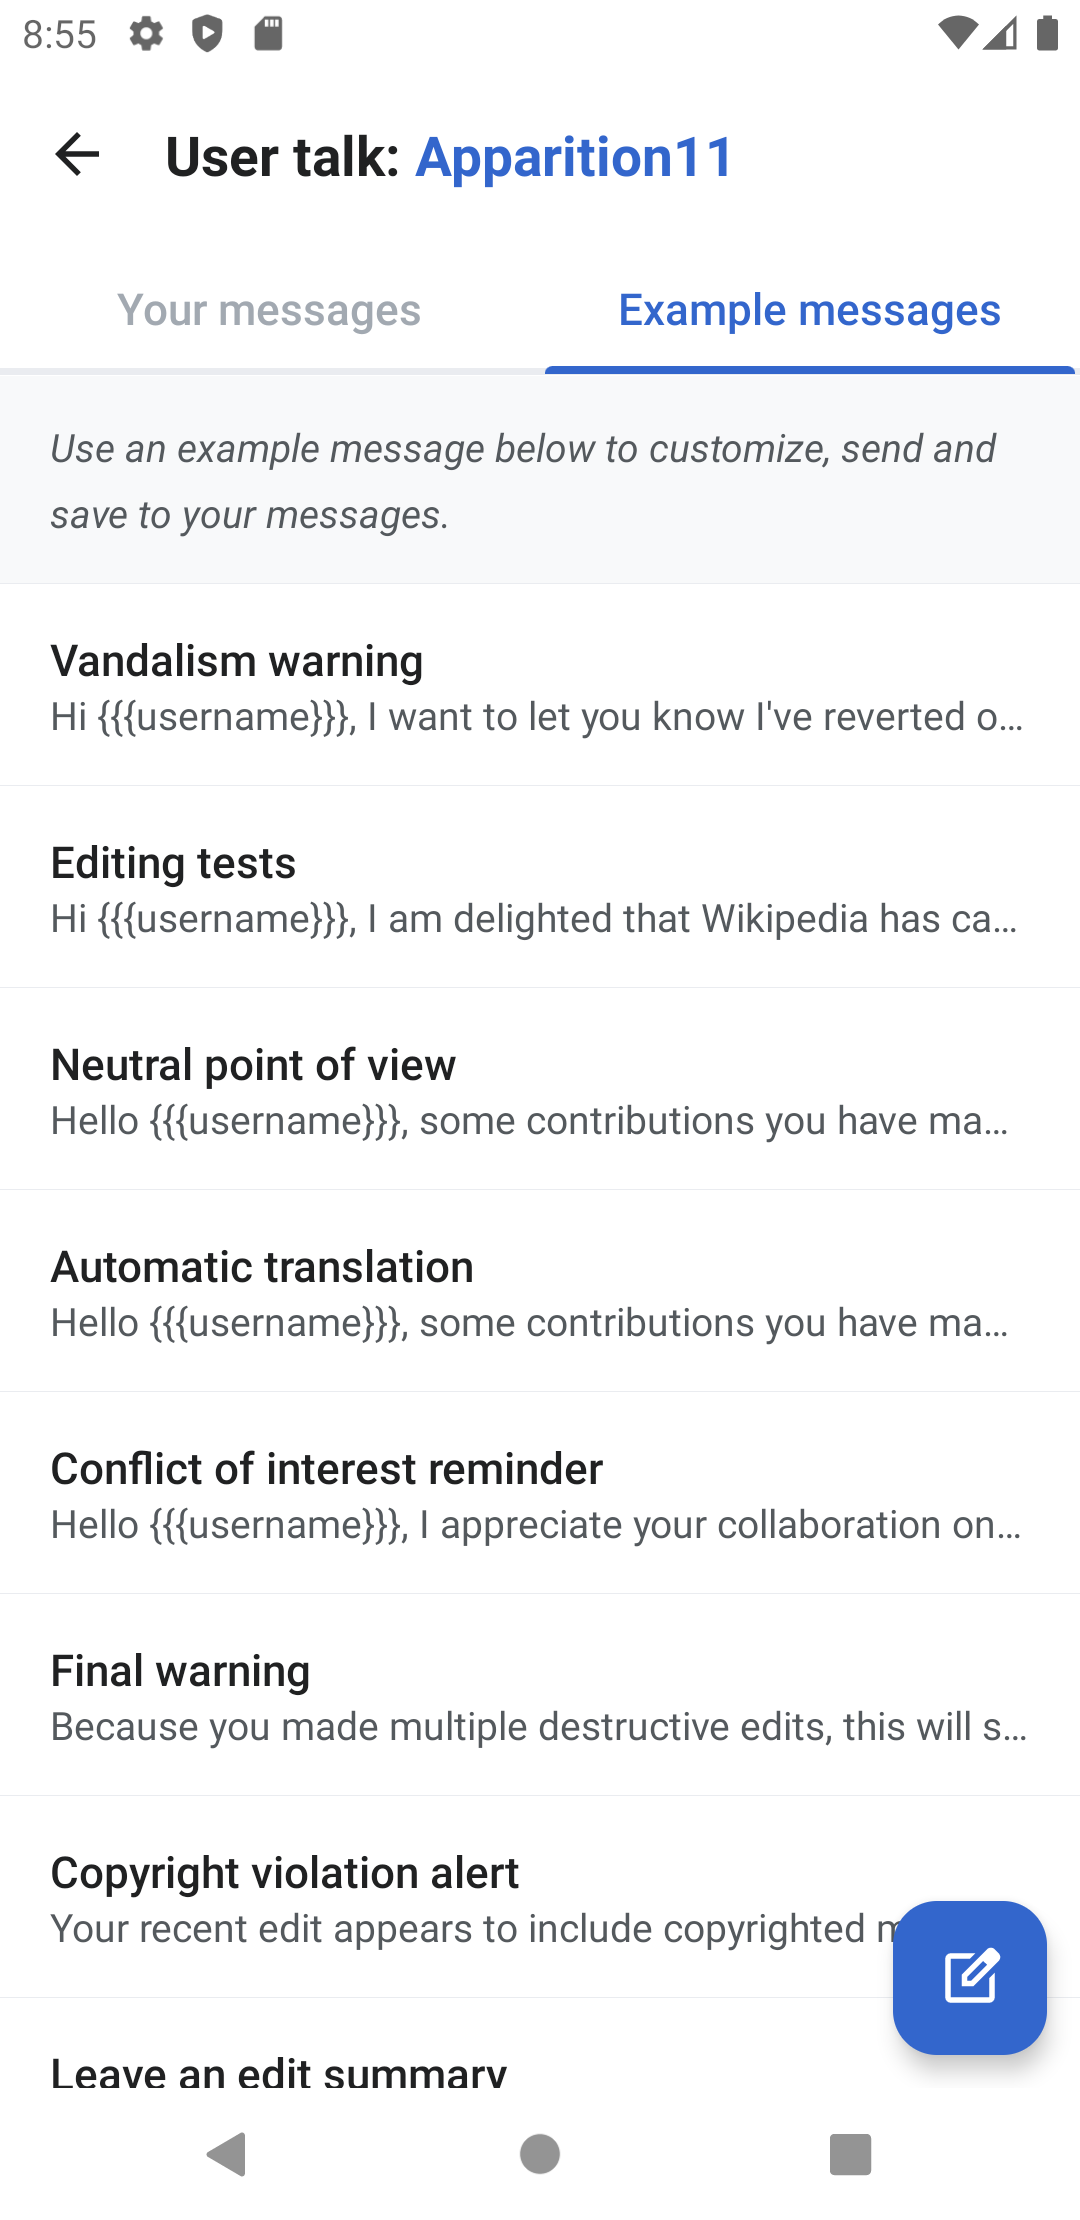 8:55
User talk: Apparition11
Your messages
Example messages
Use an example message below to customize, send and
save to your messages.
Vandalism warning
Hi {{{username}}}, I want to let you know I've reverted o...
Editing tests
Hi {{{username}}}, I am delighted that Wikipedia has ca...
Neutral point of view
Hello {{{username}}}, some contributions you have ma...
Automatic translation
Hello {{{username}}}, some contributions you have ma...
Conflict of interest reminder
Hello {{{username}}}, I appreciate your collaboration on...
Final warning
Because you made multiple destructive edits, this will s...
Copyright violation alert
Your recent edit appears to include copyrighted
Leave an edit summary